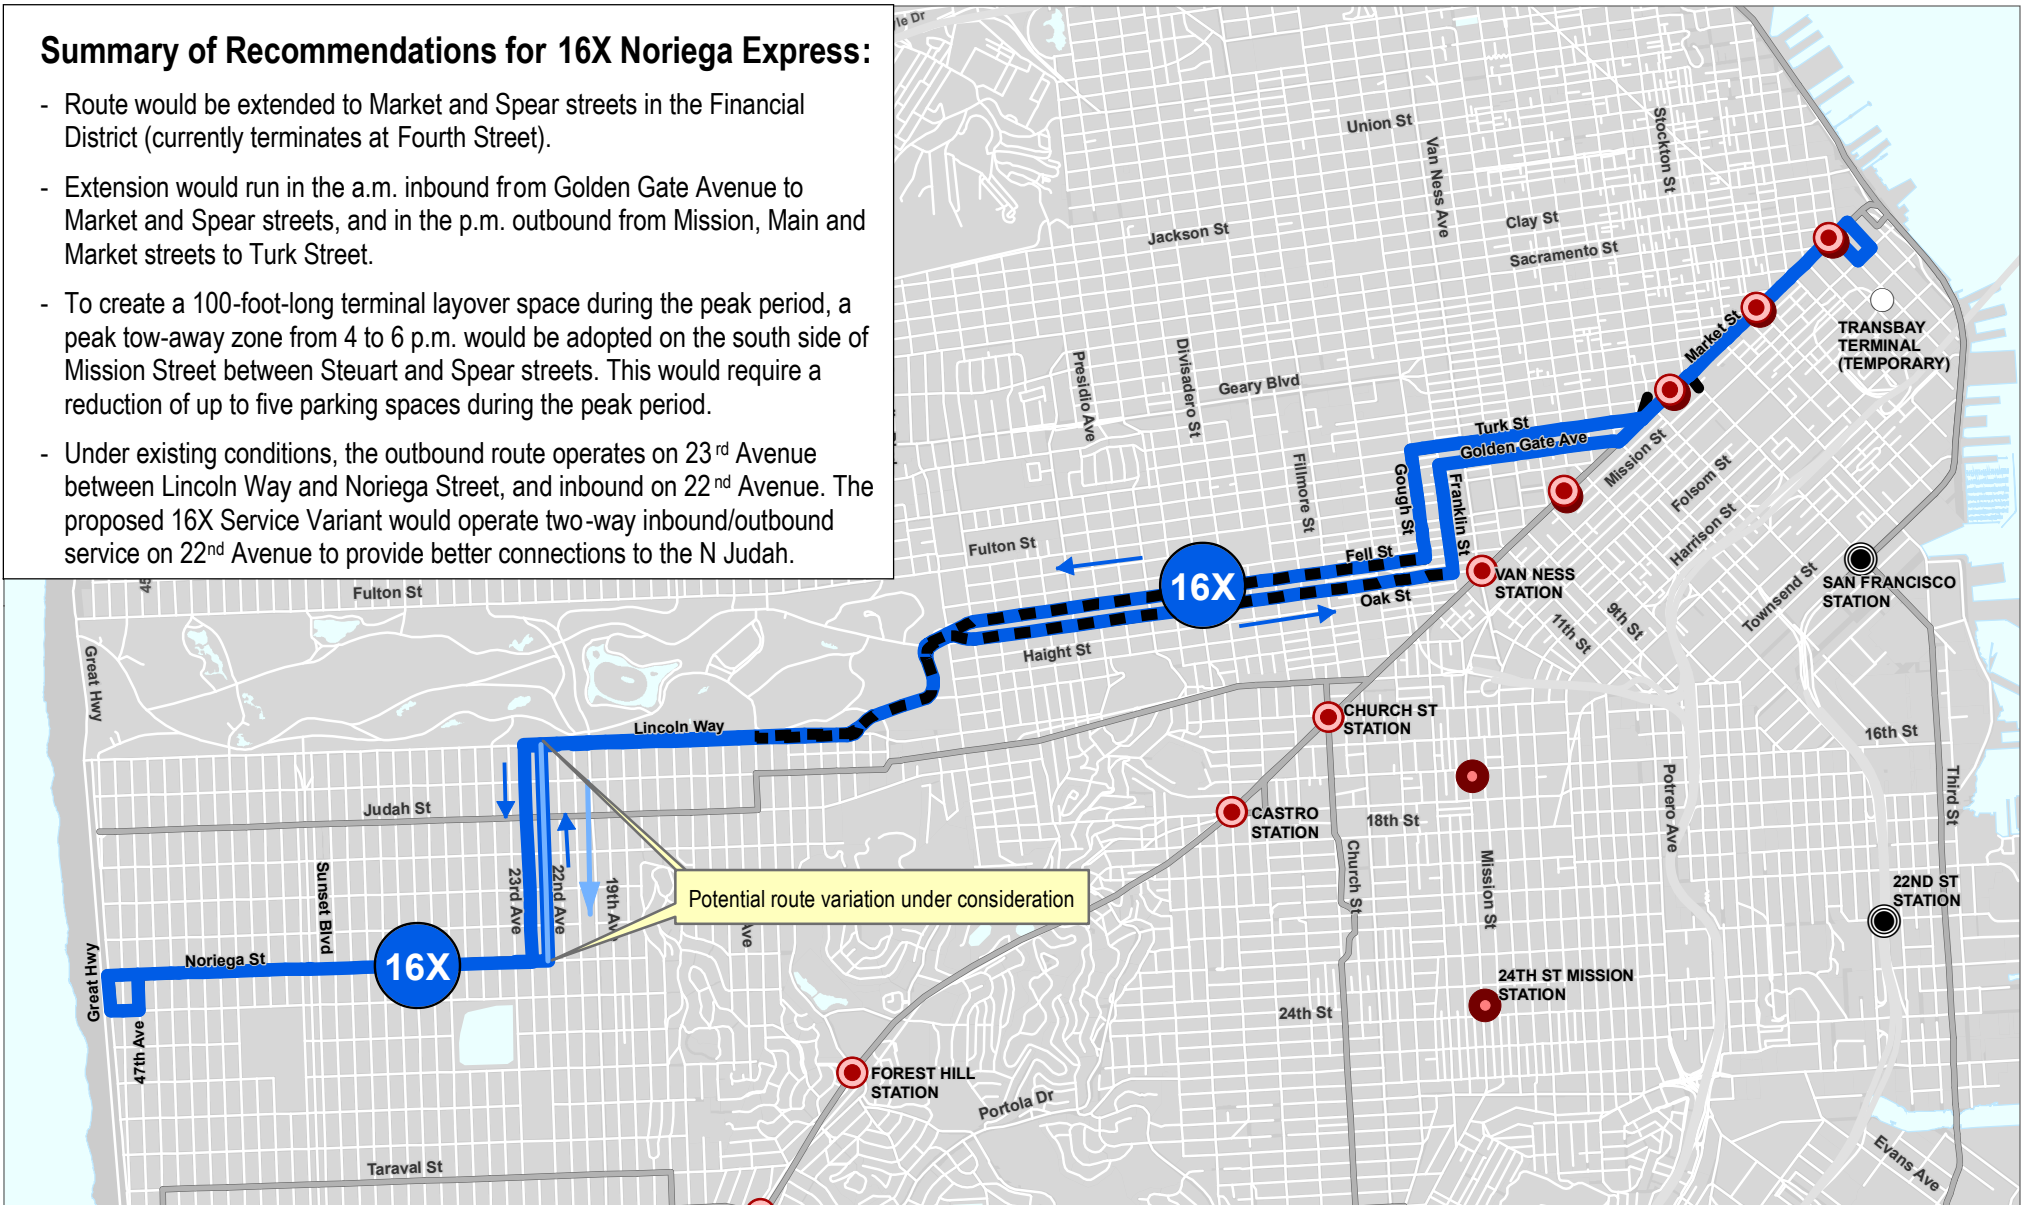 Summary of Recommendations for 16X Noriega Express:
- Route would be extended to Market and Spear streets in the Financial
District (currently terminates at Fourth Street).
- Extension would run in the a.m. inbound from Golden Gate Avenue to
Market and Spear streets, and in the p.m. outbound from Mission, Main and
Market streets to Turk Street.
- To create a 100-foot-long terminal layover space during the peak period, a
peak tow-away zone from 4 to 6 p.m. would be adopted on the south side of
Mission Street between Steuart and Spear streets. This would require a
reduction of up to five parking spaces during the peak period.
- Under existing conditions, the outbound route operates on 23rd Avenue
between Lincoln Way and Noriega Street, and inbound on 22nd Avenue. The
proposed 16X Service Variant would operate two-way inbound/outbound
service on 22nd Avenue to provide better connections to the N Judah.
Dr
Union St
Stockton St
Van Ness Ave
Clay St
Jackson St
Sacramento St
Market St
TRANSBAY
TERMINAL
(TEMPORARY)
Presidio Ave
Divisadero St
Geary Blvd
Turk St
Golden Gate Ave
Mission St
Fillmore St
Gough St
Franklin St
Folsom St
Harrison St
Fulton St
Fell St
16X
Oak St
VAN NESS
STATION
Townsend St
SAN FRANCISCO
STATION
45
Fulton St
9th St
11th St
Haight St
Great Hwy
Lincoln Way
CHURCH ST
STATION
16th St
Judah St
CASTRO
STATION
18th St
Potrero Ave
Third St
Sunset Blvd
23rd Ave
22nd Ave
19th Av
Potential route variation under consideration
Ave
Church St
Mission St
22ND ST
STATION
Great Hwy
Noriega St
16X
24TH ST MISSION
STATION
24th St
47th Ave
FOREST HILL
STATION
Portola Dr
Taraval St
Evans Ave